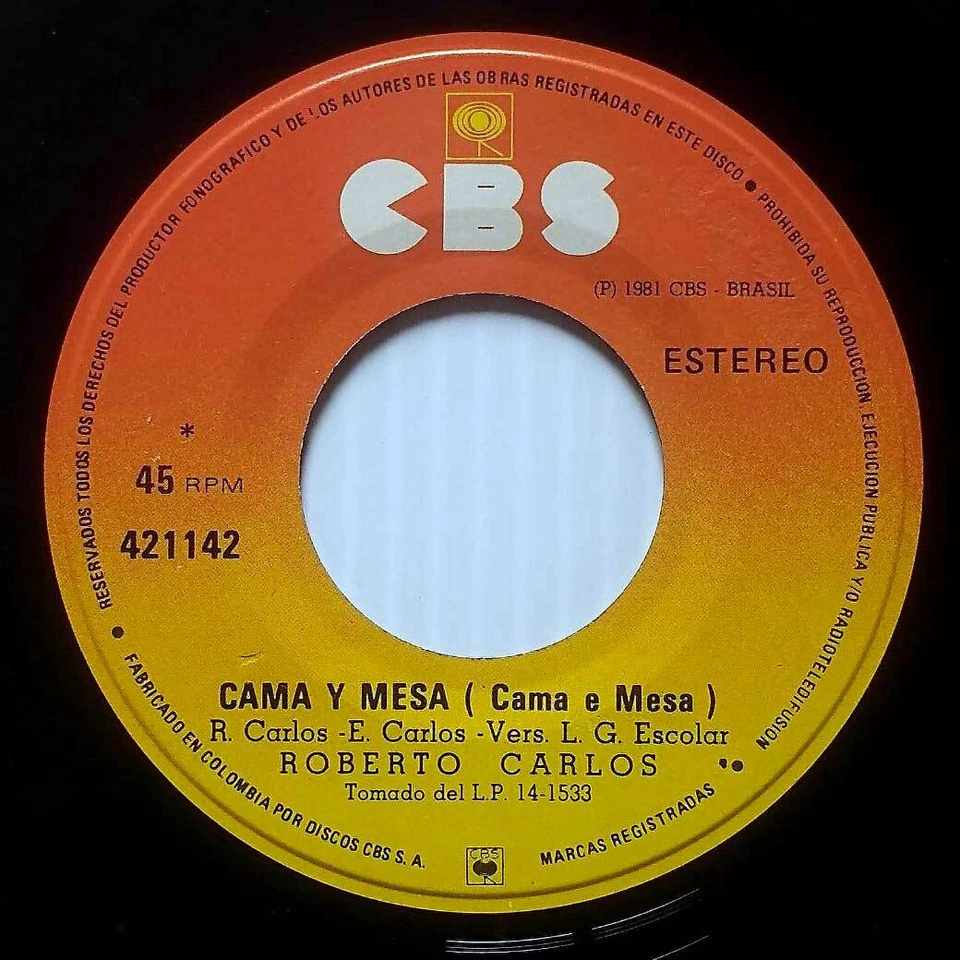 RESERVADOS TODOS LOS DERECHOS DEL PRODUCTOR FONOGRAFICO Y DE LOS AUTORES DE LAS OBRAS REGISTRADAS EN ESTE DISCO ● PROHIBIDA SU REPRODUCCION, EJECUCION PUBLICA Y/O RADIOTELEDIFUSION
CBS
(P) 1981 CBS - BRASIL
ESTEREO
*
45 RPM
421142
CAMA Y MESA ( Cama e Mesa )
R. Carlos -E. Carlos -Vers. L. G. Escolar
ROBERTO CARLOS
Tomado del L.P. 14-1533
● FABRICADO EN COLOMBIA POR DISCOS CBS S.A.
CBS
MARCAS REGISTRADAS ●